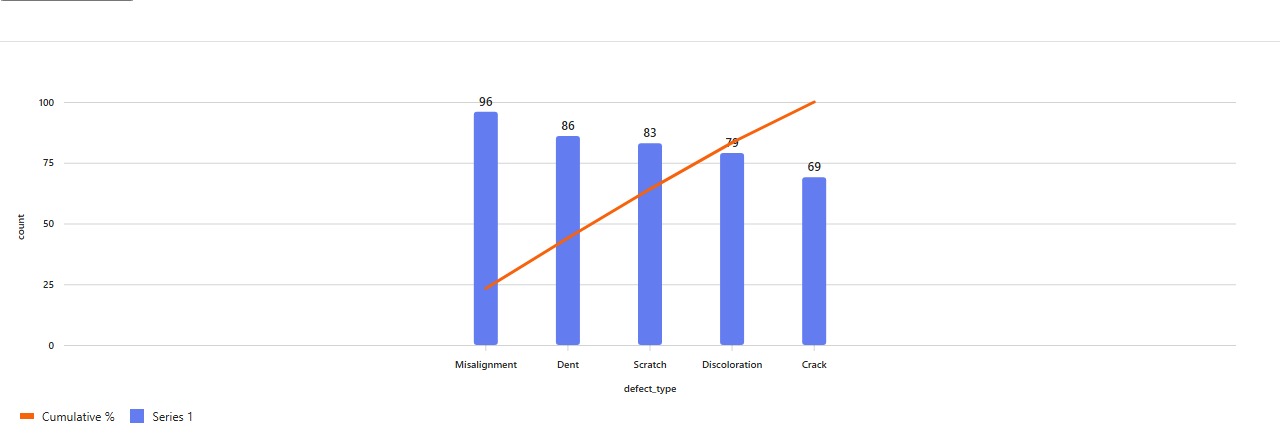 96
100
86
83
79
75
69
50
25
0
count
Misalignment Dent Scratch Discoloration Crack
defect_type
Cumulative % Series 1